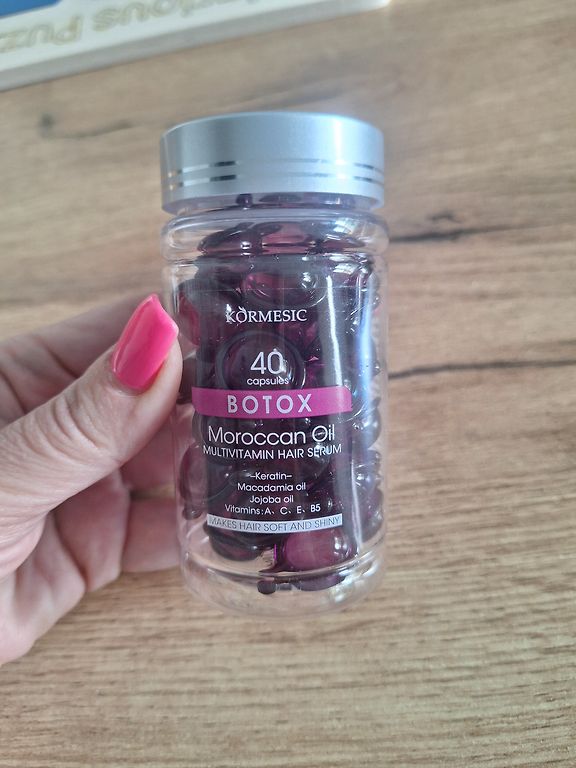 KORMESIC
40
capsules
BOTOX
Moroccan Oil
MULTIVITAMIN HAIR SERUM
–Keratin–
Macadamia oil
Jojoba oil
Vitamins:A、C、E、B5
MAKES HAIR SOFT AND SHINY